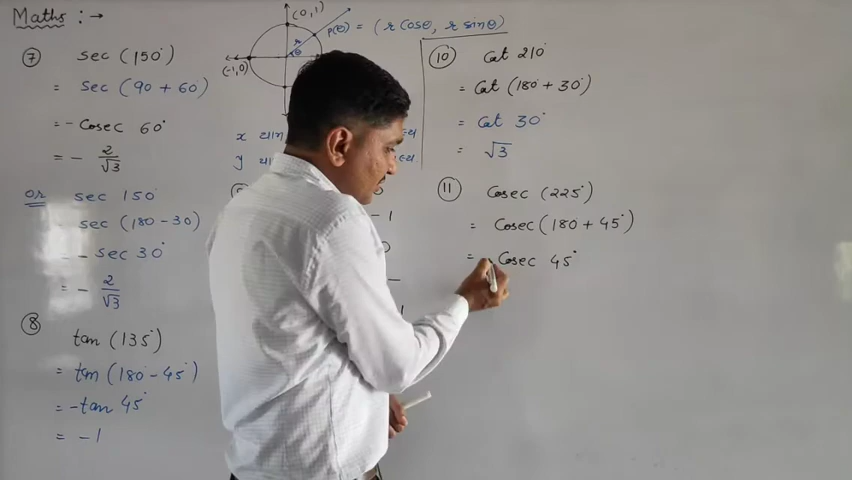 Maths :→
(0,1)
P(θ) = (r cosθ, r sinθ)
r
θ
(-1,0)
x
y
⑦ sec (150°)
= sec (90 + 60°)
= - Cosec 60°
= - 2/√3
OR sec 150°
sec (180 - 30)
- sec 30°
= - 2/√3
⑧ tan (135°)
= tan (180° - 45°)
= -tan 45°
= -1
- 1
⑩ Cot 210°
= Cot (180° + 30°)
= Cot 30°
= √3
⑪ Cosec (225°)
= Cosec (180 + 45°)
= Cosec 45°